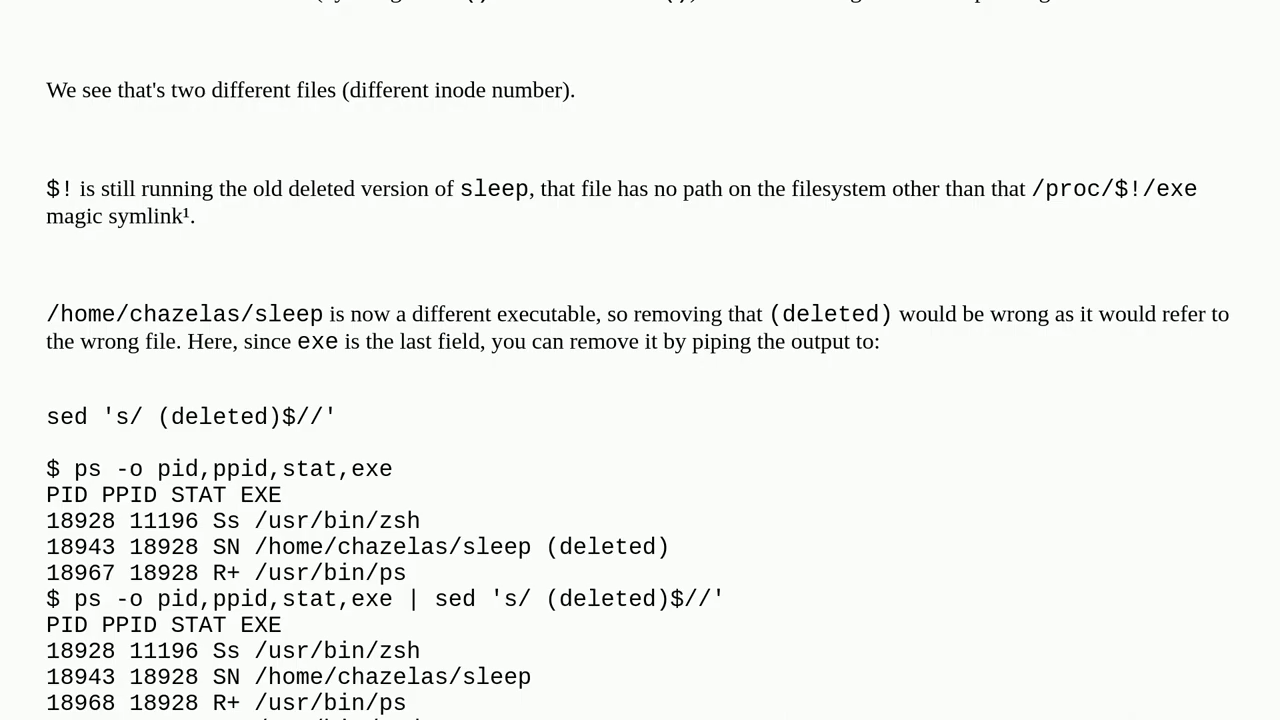 We see that's two different files (different inode number).
$! is still running the old deleted version of sleep, that file has no path on the filesystem other than that /proc/$!/exe
magic symlink¹.
/home/chazelas/sleep is now a different executable, so removing that (deleted) would be wrong as it would refer to
the wrong file. Here, since exe is the last field, you can remove it by piping the output to:
sed 's/ (deleted)$//'
$ ps -o pid,ppid,stat,exe
PID PPID STAT EXE
18928 11196 Ss /usr/bin/zsh
18943 18928 SN /home/chazelas/sleep (deleted)
18967 18928 R+ /usr/bin/ps
$ ps -o pid,ppid,stat,exe | sed 's/ (deleted)$//'
PID PPID STAT EXE
18928 11196 Ss /usr/bin/zsh
18943 18928 SN /home/chazelas/sleep
18968 18928 R+ /usr/bin/ps